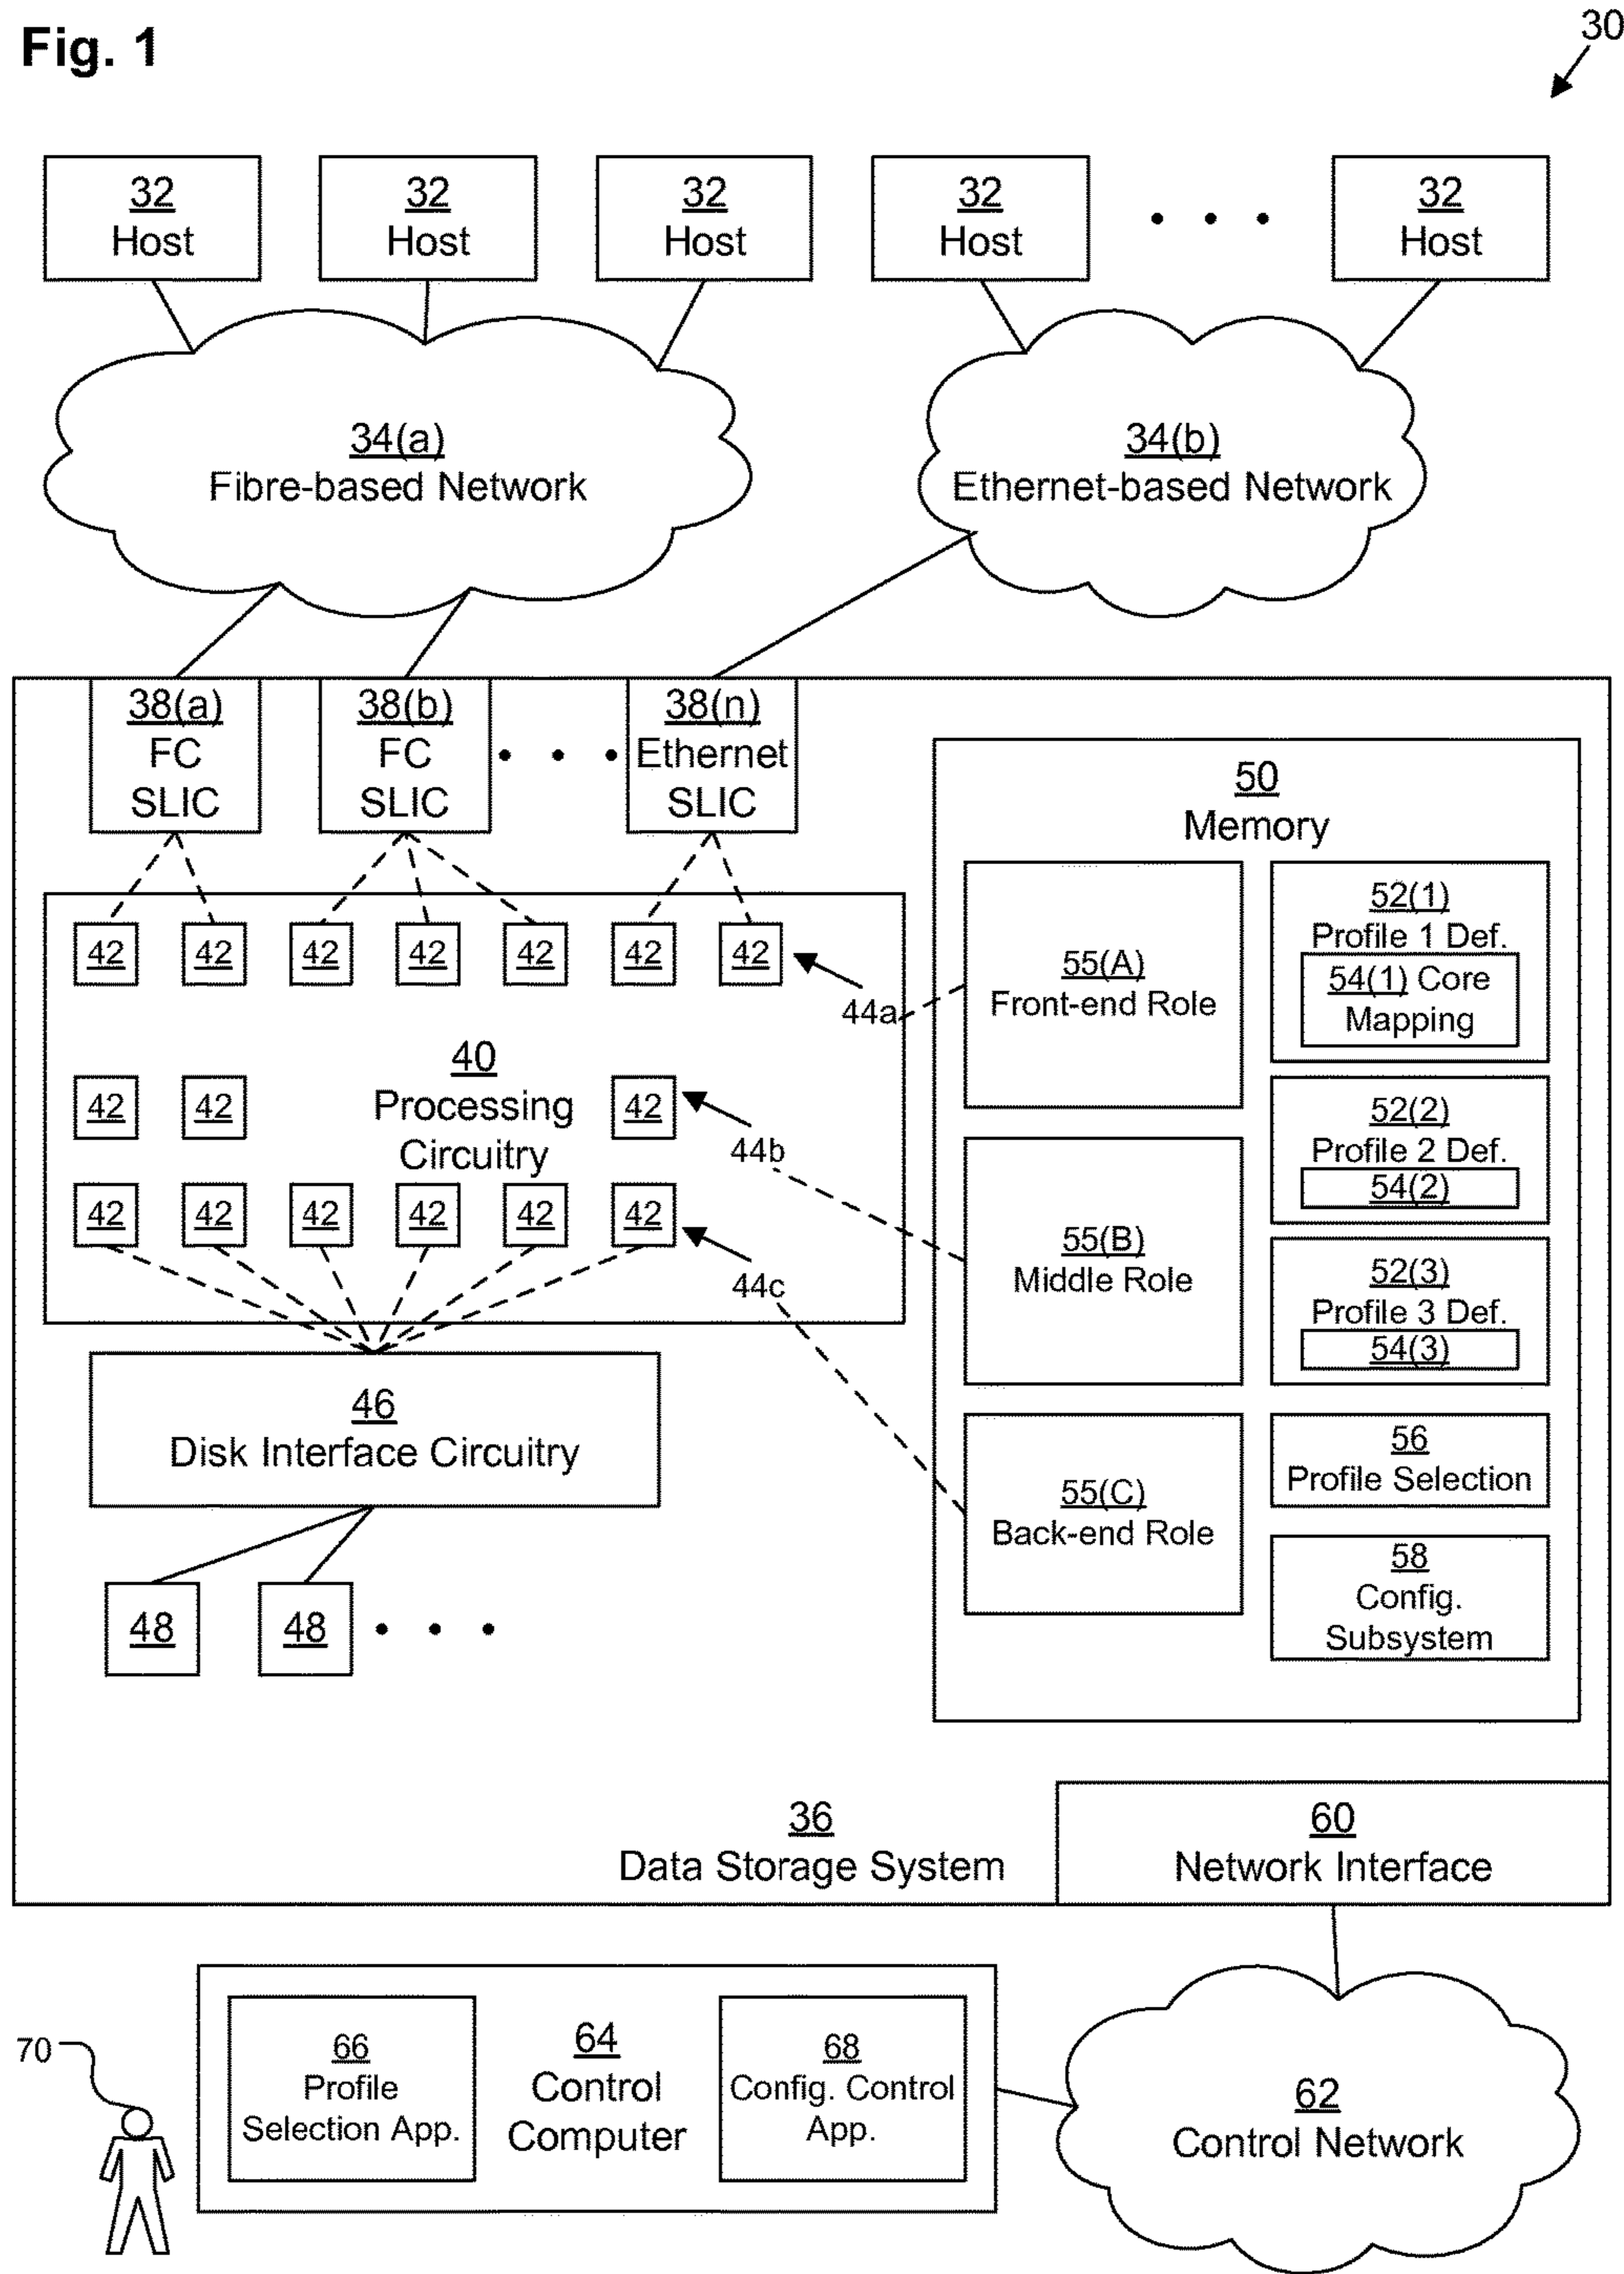 Fig. 1
30
32
Host
32
Host
32
Host
32
Host
32
Host
34(a)
Fibre-based Network
34(b)
Ethernet-based Network
38(a)
FC
SLIC
38(b)
FC
SLIC
38(n)
Ethernet
SLIC
42
42
42
42
42
42
42
44a
40
Processing
Circuitry
42
42
42
44b
42
42
42
42
42
42
44c
46
Disk Interface Circuitry
48
48
50
Memory
55(A)
Front-end Role
55(B)
Middle Role
55(C)
Back-end Role
52(1)
Profile 1 Def.
54(1) Core
Mapping
52(2)
Profile 2 Def.
54(2)
52(3)
Profile 3 Def.
54(3)
56
Profile Selection
58
Config.
Subsystem
36
Data Storage System
60
Network Interface
70
66
Profile
Selection App.
64
Control
Computer
68
Config. Control
App.
62
Control Network